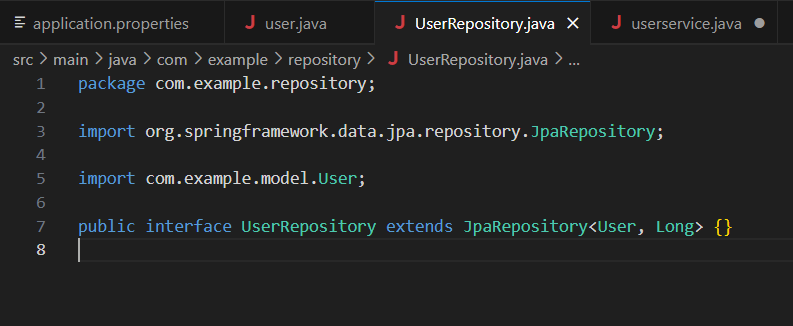 application.properties
J user.java
J UserRepository.java ×
J userservice.java ●
src > main > java > com > example > repository > J UserRepository.java > ...
1 package com.example.repository;
2
3 import org.springframework.data.jpa.repository.JpaRepository;
4
5 import com.example.model.User;
6
7 public interface UserRepository extends JpaRepository<User, Long> {}
8